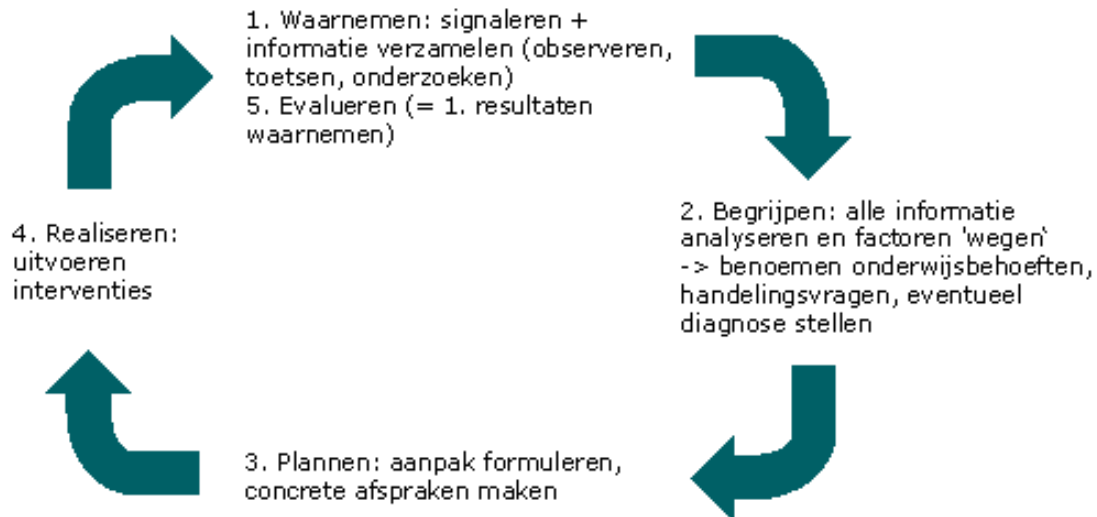 1. Waarnemen: signaleren +
informatie verzamelen (observeren,
toetsen, onderzoeken)
5. Evalueren (= 1. resultaten
waarnemen)
2. Begrijpen: alle informatie
analyseren en factoren 'wegen'
-> benoemen onderwijsbehoeften,
handelingsvragen, eventueel
diagnose stellen
3. Plannen: aanpak formuleren,
concrete afspraken maken
4. Realiseren:
uitvoeren
interventies